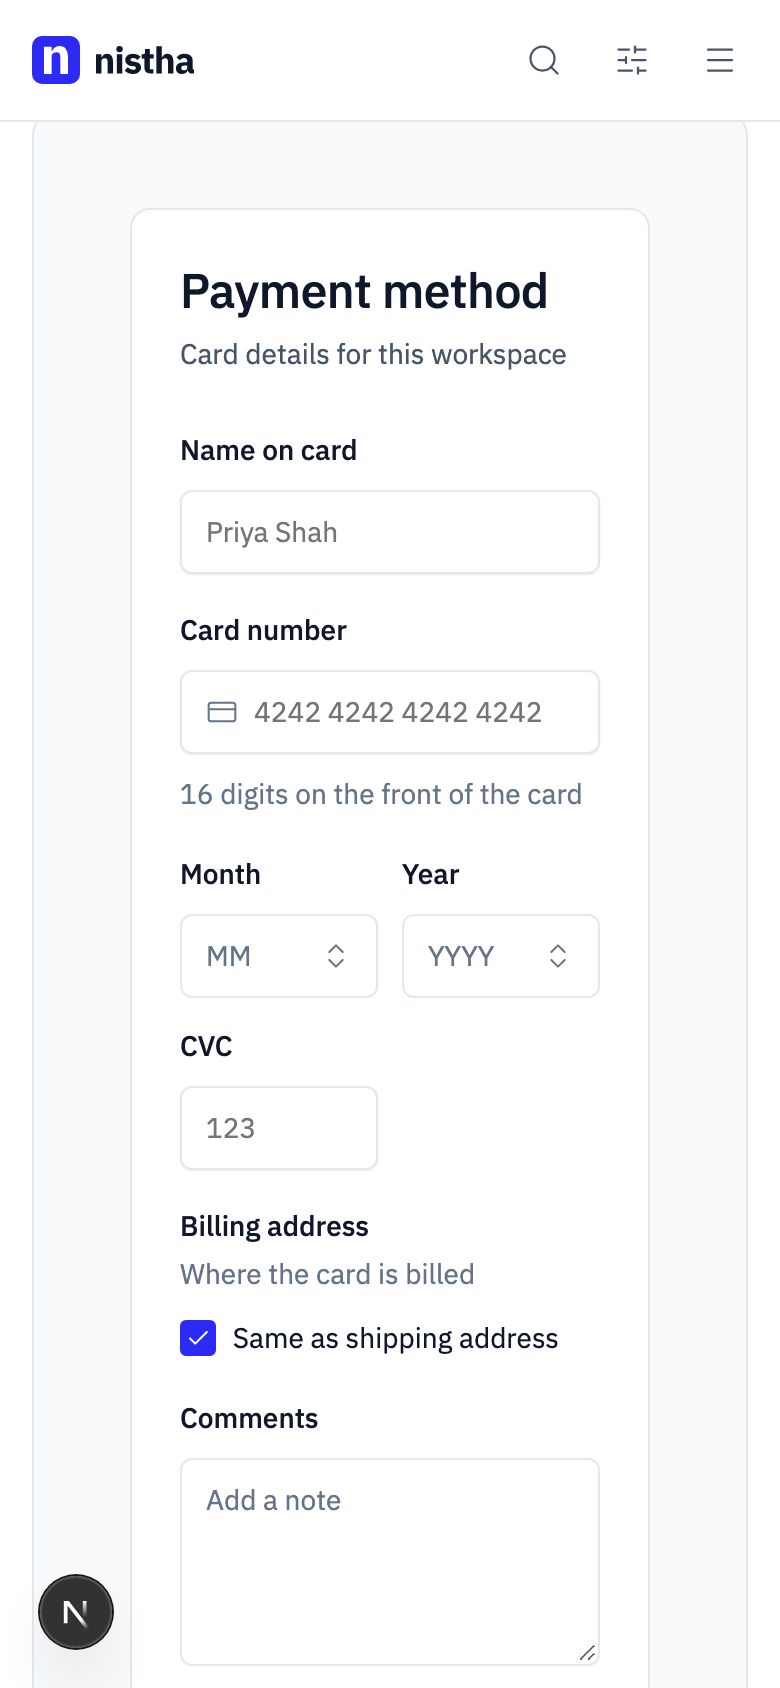 n nistha
Payment method
Card details for this workspace
Name on card
Priya Shah
Card number
4242 4242 4242 4242
16 digits on the front of the card
Month Year
MM YYYY
CVC
123
Billing address
Where the card is billed
Same as shipping address
Comments
Add a note
N